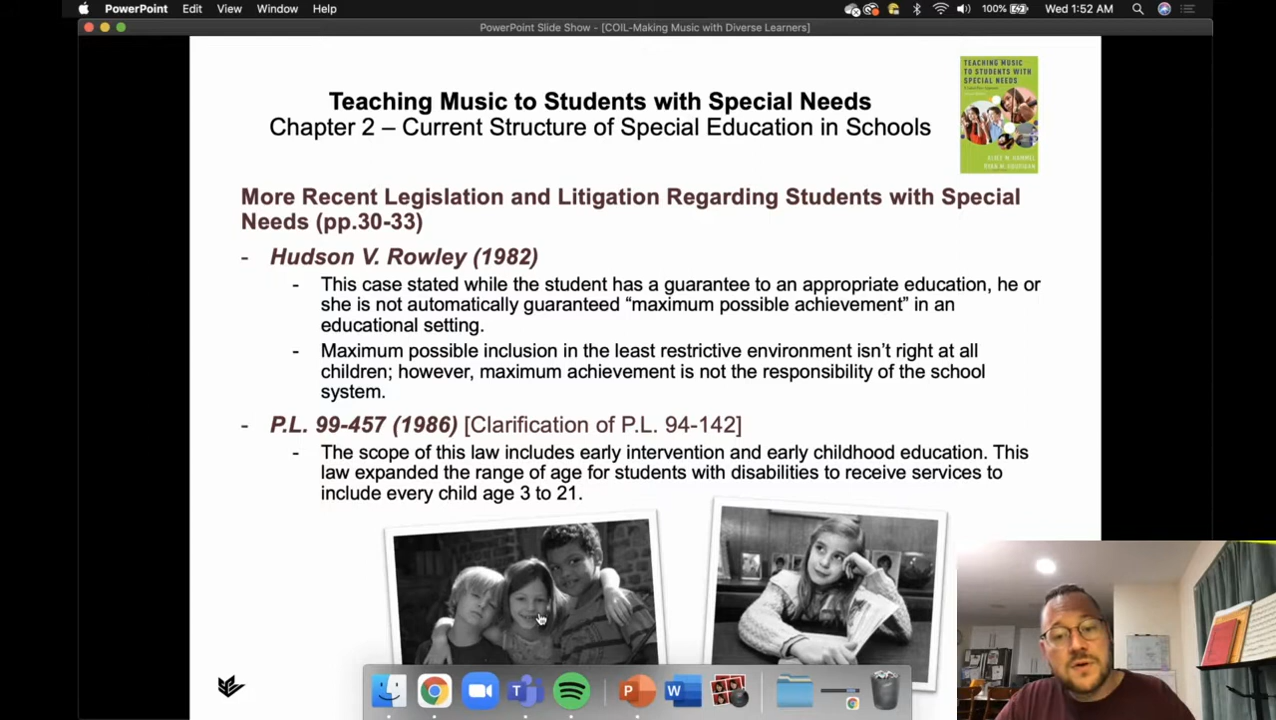 PowerPoint Edit View Window Help 100% Wed 1:52 AM
PowerPoint Slide Show - [COIL-Making Music with Diverse Learners]
Teaching Music to Students with Special Needs
Chapter 2 – Current Structure of Special Education in Schools
TEACHING MUSIC
TO STUDENTS WITH
SPECIAL NEEDS
ALICE M. HAMMEL
RYAN M. HOURIGAN
More Recent Legislation and Litigation Regarding Students with Special
Needs (pp.30-33)
- Hudson V. Rowley (1982)
- This case stated while the student has a guarantee to an appropriate education, he or
she is not automatically guaranteed “maximum possible achievement” in an
educational setting.
- Maximum possible inclusion in the least restrictive environment isn’t right at all
children; however, maximum achievement is not the responsibility of the school
system.
- P.L. 99-457 (1986) [Clarification of P.L. 94-142]
- The scope of this law includes early intervention and early childhood education. This
law expanded the range of age for students with disabilities to receive services to
include every child age 3 to 21.